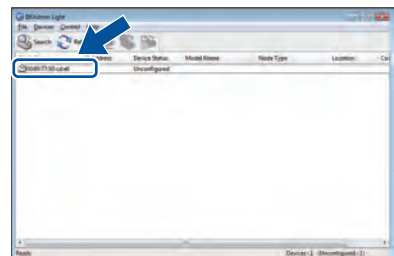 BRAdmin Light
File Devices Control
Search
Device Status Model Name Node Type Location
Unconfigured
Ready Devices: 1 (Unconfigured: 1)